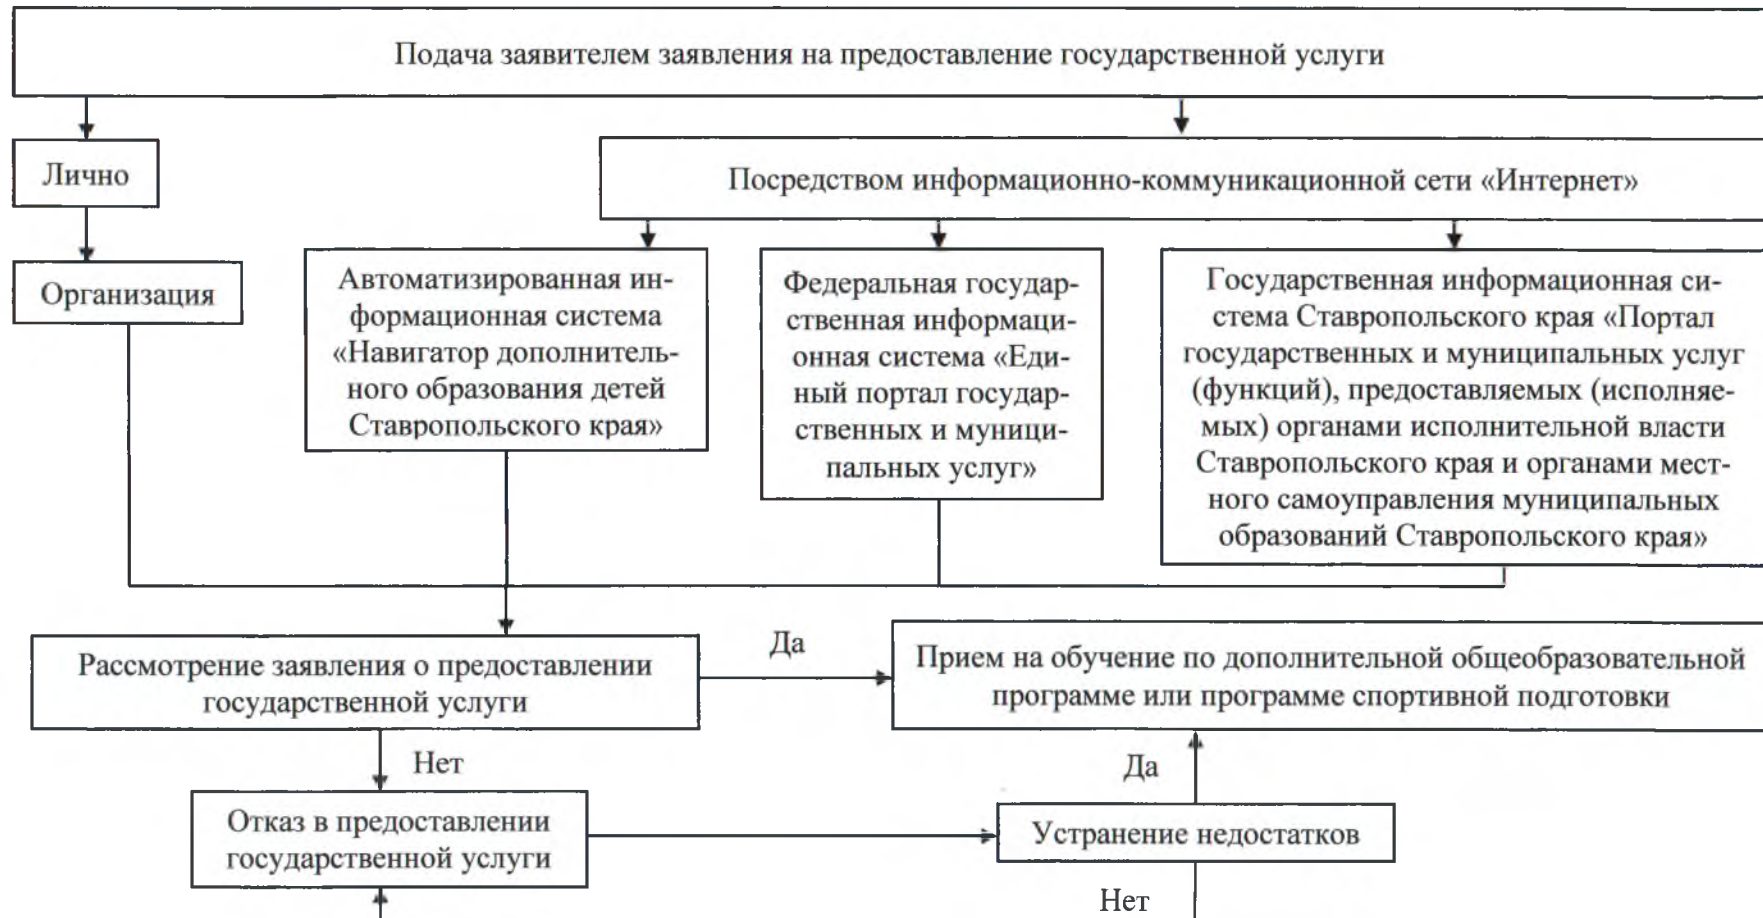 Подача заявителем заявления на предоставление государственной услуги
Лично
Посредством информационно-коммуникационной сети «Интернет»
Организация
Автоматизированная ин-
формационная система
«Навигатор дополнитель-
ного образования детей
Ставропольского края»
Федеральная государ-
ственная информаци-
онная система «Еди-
ный портал государ-
ственных и муници-
пальных услуг»
Государственная информационная си-
стема Ставропольского края «Портал
государственных и муниципальных услуг
(функций), предоставляемых (исполняе-
мых) органами исполнительной власти
Ставропольского края и органами мест-
ного самоуправления муниципальных
образований Ставропольского края»
Рассмотрение заявления о предоставлении
государственной услуги
Да
Прием на обучение по дополнительной общеобразовательной
программе или программе спортивной подготовки
Нет
Да
Отказ в предоставлении
государственной услуги
Устранение недостатков
Нет